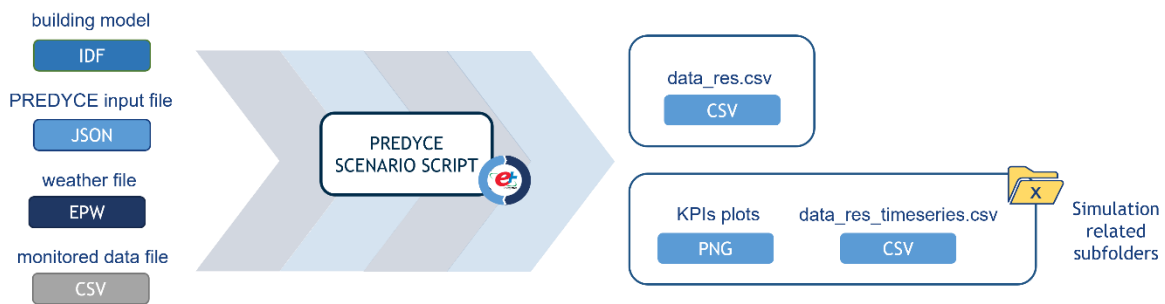 building model
IDF
PREDYCE input file
JSON
weather file
EPW
monitored data file
CSV
PREDYCE
SCENARIO SCRIPT
e+
data_res.csv
CSV
KPIs plots
PNG
data_res_timeseries.csv
CSV
X
Simulation
related
subfolders